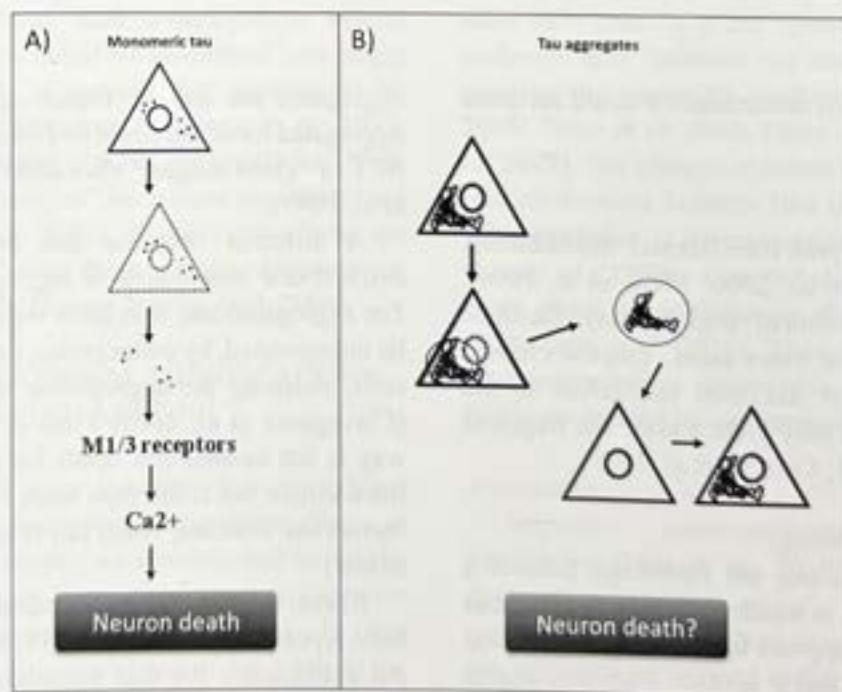 A)
Monomeric tau
M1/3 receptors
Ca2+
Neuron death
B)
Tau aggregates
Neuron death?